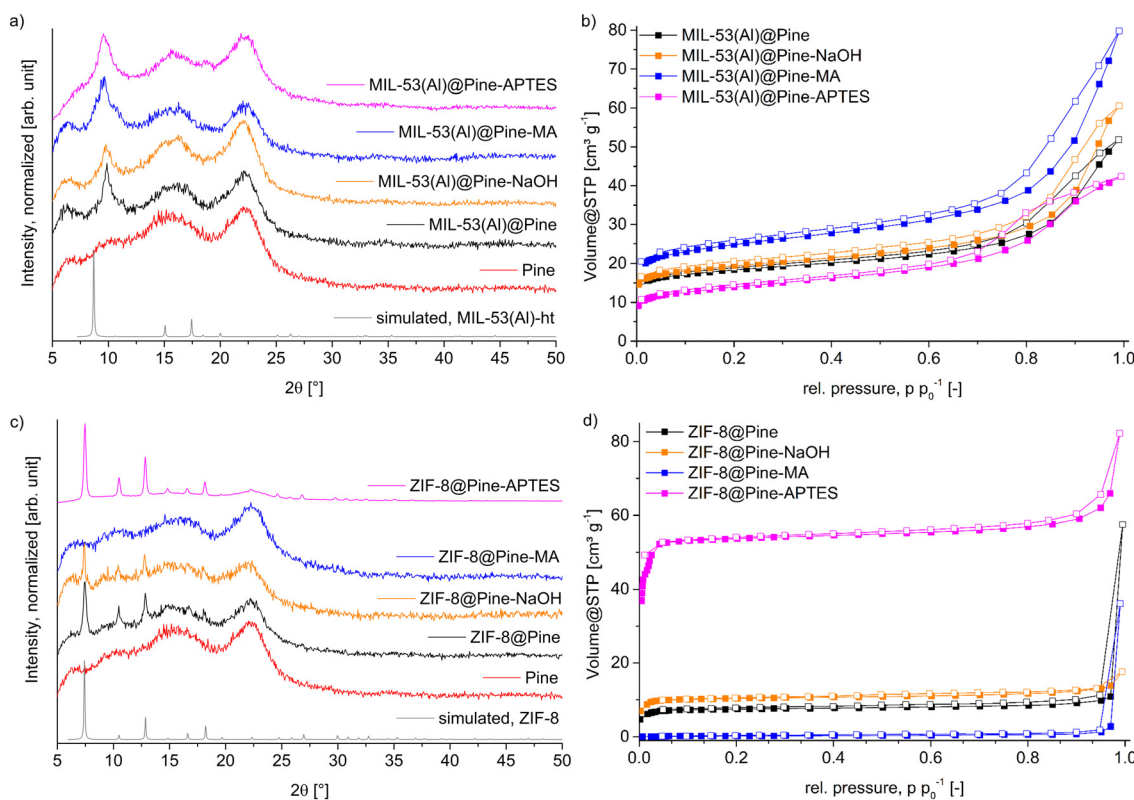 a)
Intensity, normalized [arb. unit]
MIL-53(Al)@Pine-APTES
MIL-53(Al)@Pine-MA
MIL-53(Al)@Pine-NaOH
MIL-53(Al)@Pine
Pine
simulated, MIL-53(Al)-ht
5 10 15 20 25 30 35 40 45 50
2θ [°]
b)
Volume@STP [cm³ g⁻¹]
MIL-53(Al)@Pine
MIL-53(Al)@Pine-NaOH
MIL-53(Al)@Pine-MA
MIL-53(Al)@Pine-APTES
80
70
60
50
40
30
20
10
0
0.0 0.2 0.4 0.6 0.8 1.0
rel. pressure, p p₀⁻¹ [-]
c)
Intensity, normalized [arb. unit]
ZIF-8@Pine-APTES
ZIF-8@Pine-MA
ZIF-8@Pine-NaOH
ZIF-8@Pine
Pine
simulated, ZIF-8
5 10 15 20 25 30 35 40 45 50
2θ [°]
d)
Volume@STP [cm³ g⁻¹]
ZIF-8@Pine
ZIF-8@Pine-NaOH
ZIF-8@Pine-MA
ZIF-8@Pine-APTES
80
60
40
20
0
0.0 0.2 0.4 0.6 0.8 1.0
rel. pressure, p p₀⁻¹ [-]